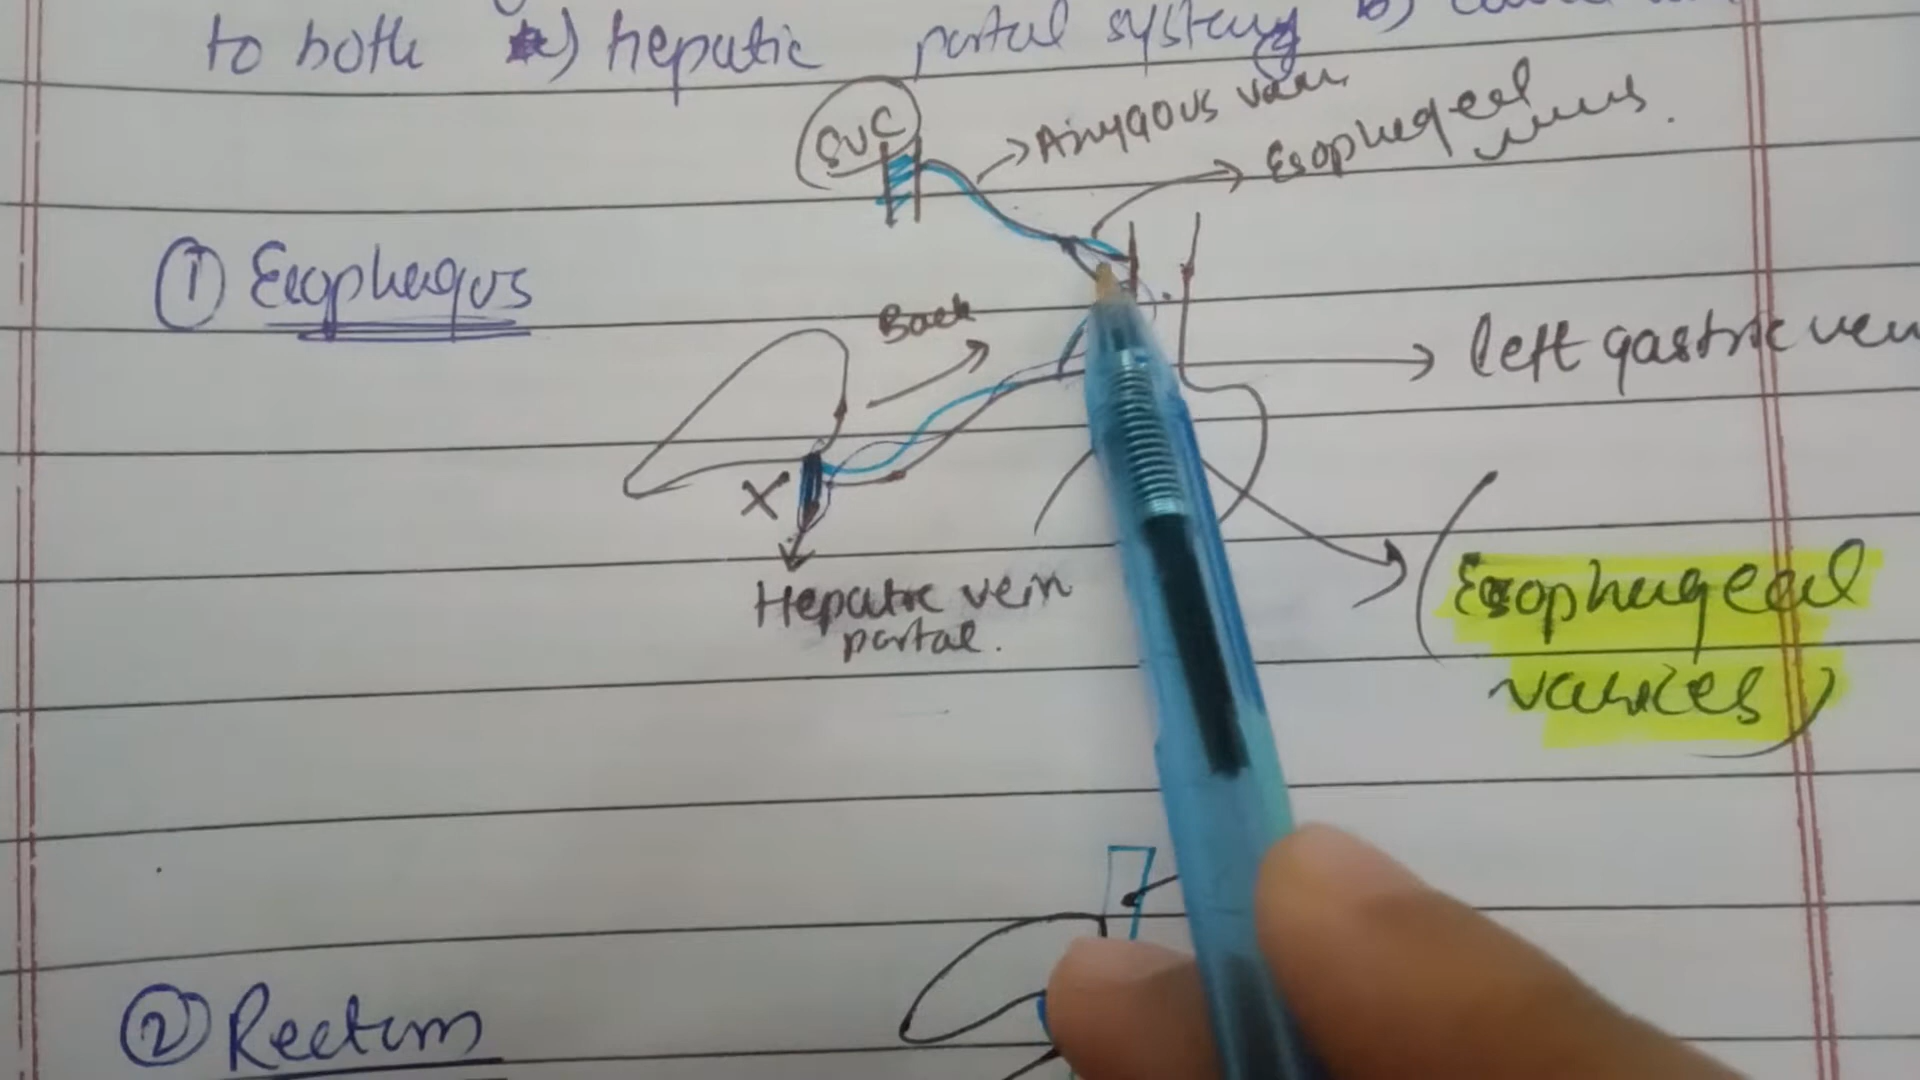 to both a) hepatic portal system b)
SVC
Azygous vein
Esophageal
① Esophagus
Back
left gastric vein
X
Hepatic vein
portal.
Esophageal
varices
② Rectum